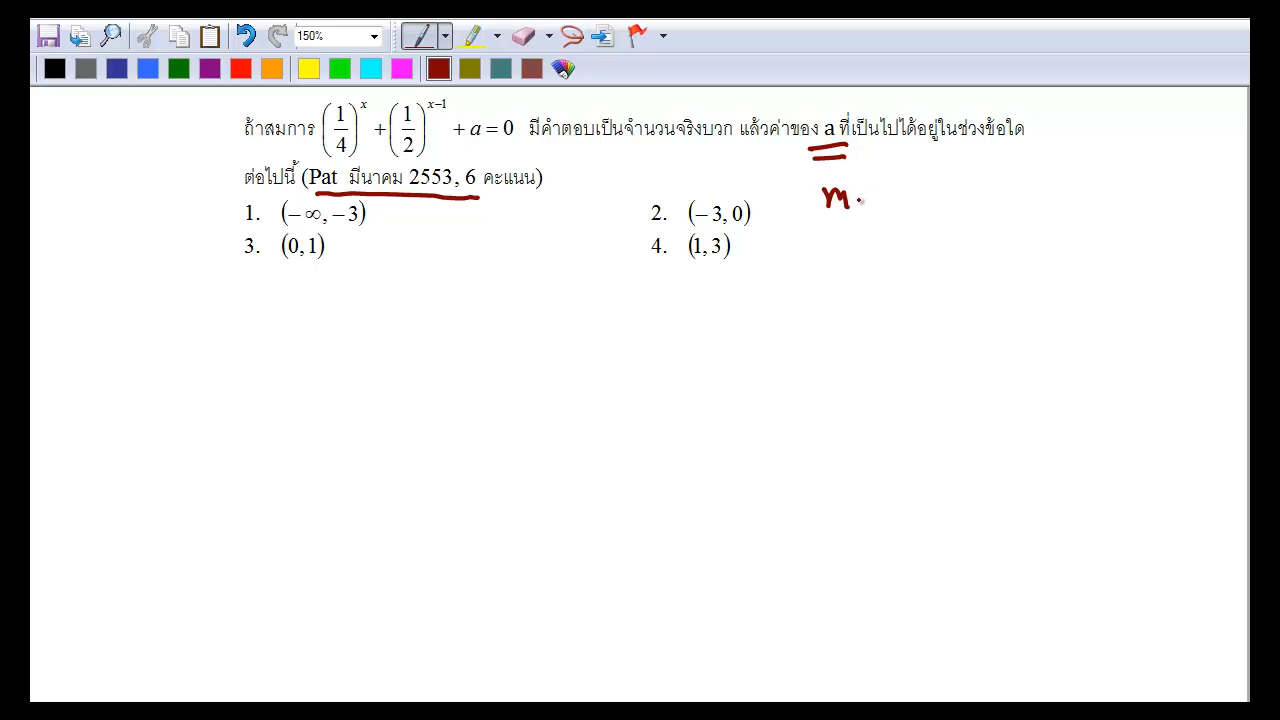 150%
ถ้าสมการ (1/4)^x + (1/2)^(x-1) + a = 0 มีคำตอบเป็นจำนวนจริงบวก แล้วค่าของ a ที่เป็นไปได้อยู่ในช่วงข้อใด
ต่อไปนี้ (Pat มีนาคม 2553, 6 คะแนน)
1. (-∞, -3) 2. (-3, 0)
3. (0, 1) 4. (1, 3)